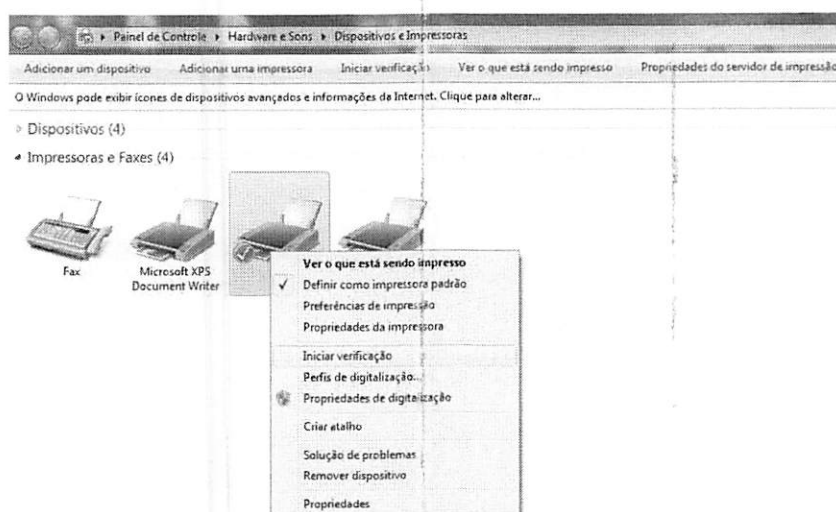 Painel de Controle ▸ Hardware e Sons ▸ Dispositivos e Impressoras
Adicionar um dispositivo Adicionar uma impressora Iniciar verificação Ver o que está sendo impresso Propriedades do servidor de impressão
O Windows pode exibir ícones de dispositivos avançados e informações da Internet. Clique para alterar...
Dispositivos (4)
Impressoras e Faxes (4)
Fax
Microsoft XPS
Document Writer
Ver o que está sendo impresso
Definir como impressora padrão
Preferências de impressão
Propriedades da impressora
Iniciar verificação
Perfis de digitalização...
Propriedades de digitalização
Criar atalho
Solução de problemas
Remover dispositivo
Propriedades